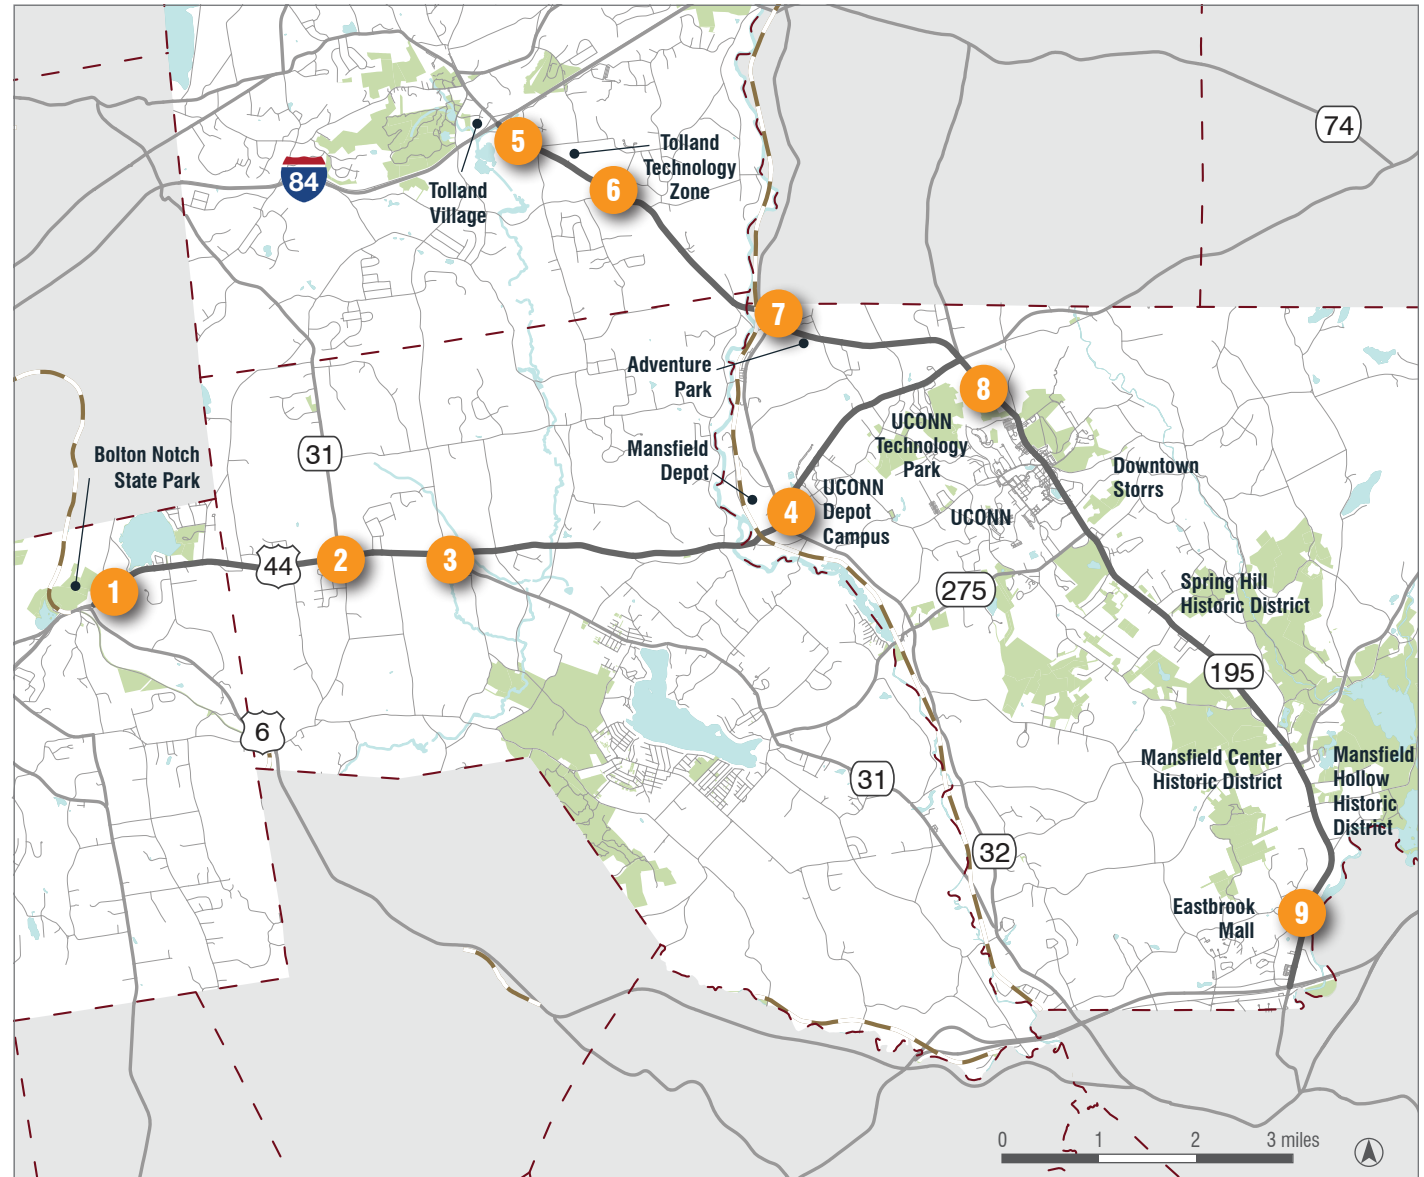 74
5
Tolland
Technology
Zone
84
6
Tolland
Village
7
Adventure
Park
8
UCONN
Technology
Park
31
Mansfield
Depot
Bolton Notch
State Park
Downtown
Storrs
4
UCONN
Depot
Campus
UCONN
44
2
3
1
275
Spring Hill
Historic District
195
6
31
Mansfield Center
Historic District
Mansfield
Hollow
Historic
District
32
Eastbrook
Mall
9
0 1 2 3 miles